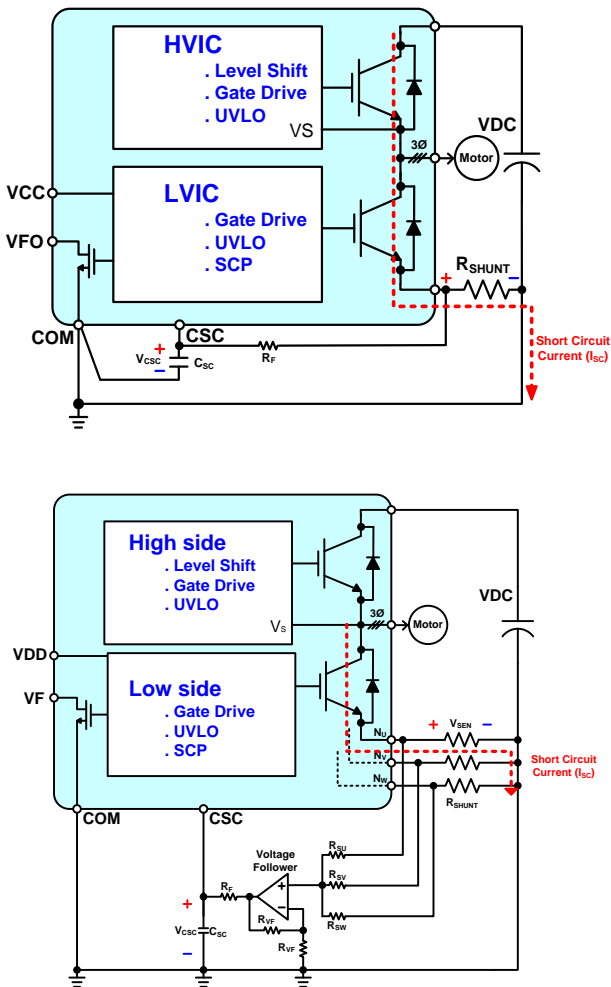 HVIC
. Level Shift
. Gate Drive
. UVLO
VS
VDC
3Ø
Motor
LVIC
. Gate Drive
. UVLO
. SCP
VCC
VFO
+ RSHUNT −
COM
CSC
+
VCSC CSC
−
RF
Short Circuit
Current (ISC)
High side
. Level Shift
. Gate Drive
. UVLO
VS
VDC
3Ø
Motor
VDD
VF
Low side
. Gate Drive
. UVLO
. SCP
+ VSEN −
NU
NV
NW
Short Circuit
Current (ISC)
RSHUNT
COM
CSC
Voltage
Follower
RSU
RSV
RSW
RF
+
−
RVF
RVF
+
VCSC CSC
−